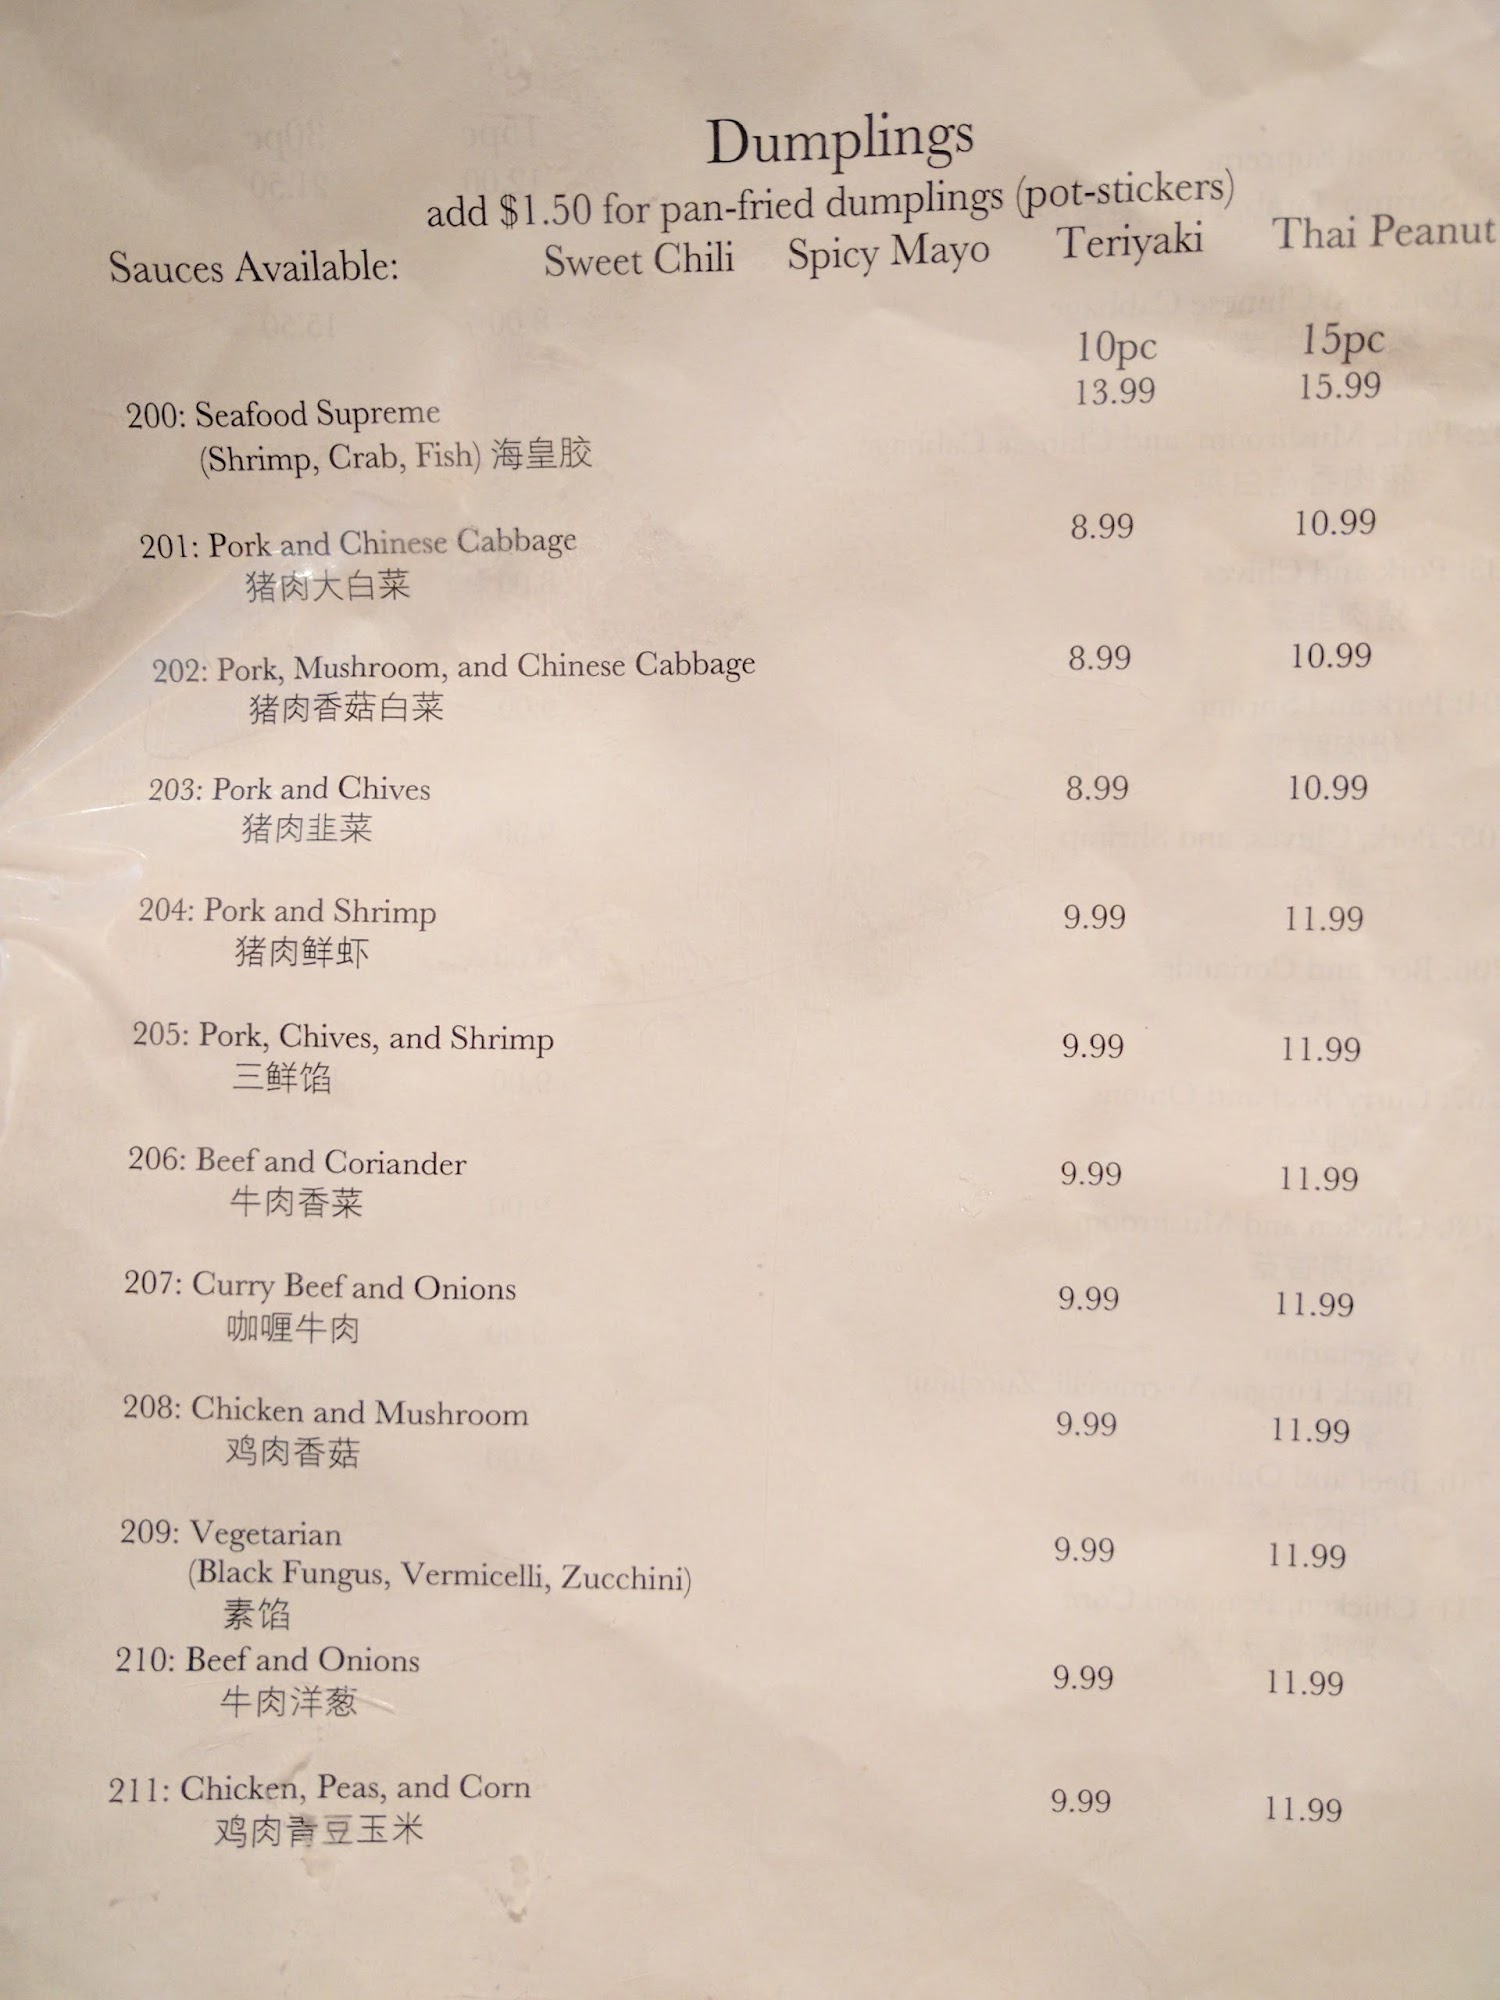 Dumplings
add $1.50 for pan-fried dumplings (pot-stickers)
Sauces Available: Sweet Chili Spicy Mayo Teriyaki Thai Peanut
10pc 15pc
200: Seafood Supreme 13.99 15.99
(Shrimp, Crab, Fish) 海皇胶
201: Pork and Chinese Cabbage 8.99 10.99
猪肉大白菜
202: Pork, Mushroom, and Chinese Cabbage 8.99 10.99
猪肉香菇白菜
203: Pork and Chives 8.99 10.99
猪肉韭菜
204: Pork and Shrimp 9.99 11.99
猪肉鲜虾
205: Pork, Chives, and Shrimp 9.99 11.99
三鲜馅
206: Beef and Coriander 9.99 11.99
牛肉香菜
207: Curry Beef and Onions 9.99 11.99
咖喱牛肉
208: Chicken and Mushroom 9.99 11.99
鸡肉香菇
209: Vegetarian 9.99 11.99
(Black Fungus, Vermicelli, Zucchini)
素馅
210: Beef and Onions 9.99 11.99
牛肉洋葱
211: Chicken, Peas, and Corn 9.99 11.99
鸡肉青豆玉米